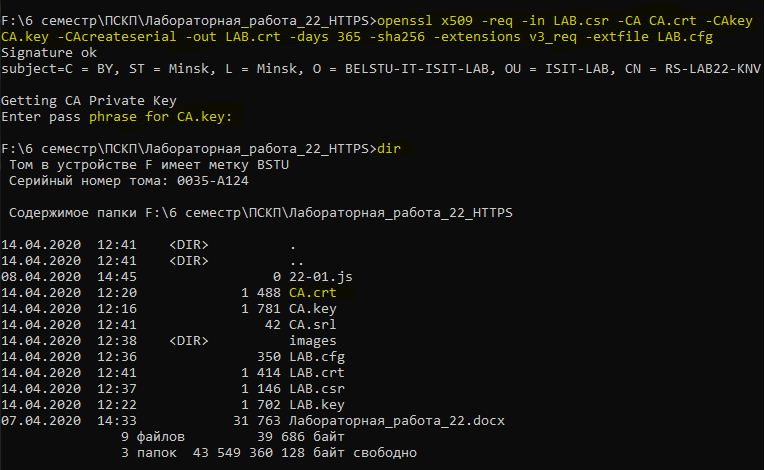 F:\6 семестр\ПСКП\Лабораторная_работа_22_HTTPS>openssl x509 -req -in LAB.csr -CA CA.crt -CAkey
CA.key -CAcreateserial -out LAB.crt -days 365 -sha256 -extensions v3_req -extfile LAB.cfg
Signature ok
subject=C = BY, ST = Minsk, L = Minsk, O = BELSTU-IT-ISIT-LAB, OU = ISIT-LAB, CN = RS-LAB22-KNV
Getting CA Private Key
Enter pass phrase for CA.key:
F:\6 семестр\ПСКП\Лабораторная_работа_22_HTTPS>dir
Том в устройстве F имеет метку BSTU
Серийный номер тома: 0035-A124
Содержимое папки F:\6 семестр\ПСКП\Лабораторная_работа_22_HTTPS
14.04.2020  12:41    <DIR>          .
14.04.2020  12:41    <DIR>          ..
08.04.2020  14:45                 0 22-01.js
14.04.2020  12:20             1 488 CA.crt
14.04.2020  12:16             1 781 CA.key
14.04.2020  12:41                42 CA.srl
14.04.2020  12:38    <DIR>          images
14.04.2020  12:36               350 LAB.cfg
14.04.2020  12:41             1 414 LAB.crt
14.04.2020  12:37             1 146 LAB.csr
14.04.2020  12:22             1 702 LAB.key
07.04.2020  14:33            31 763 Лабораторная_работа_22.docx
9 файлов         39 686 байт
3 папок  43 549 360 128 байт свободно